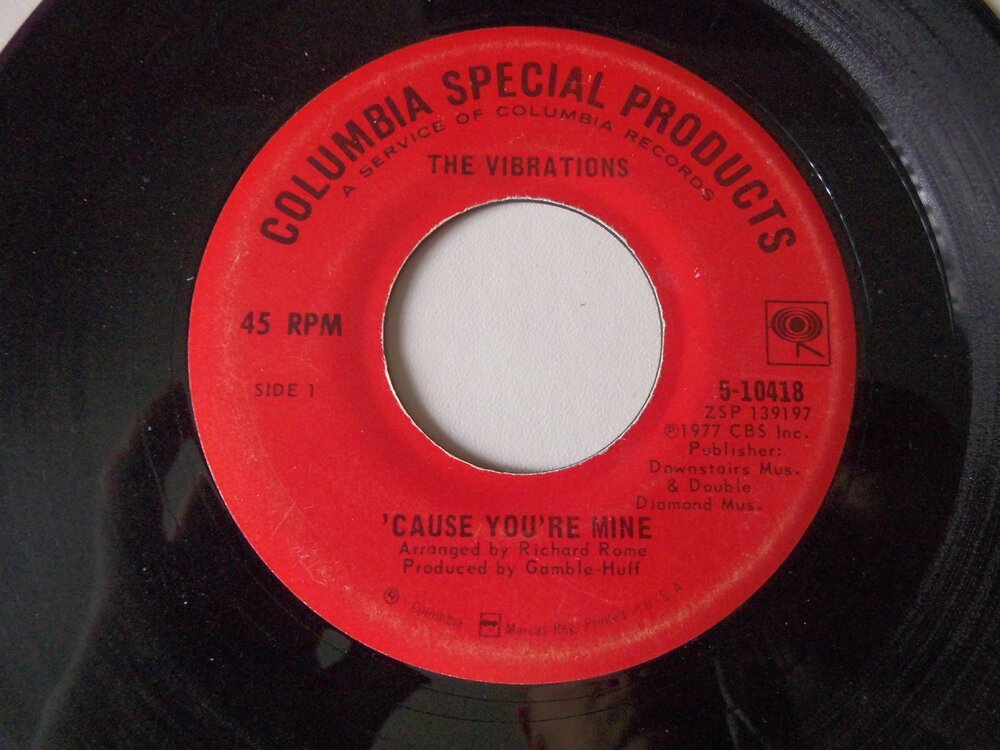 COLUMBIA SPECIAL PRODUCTS
A SERVICE OF COLUMBIA RECORDS
THE VIBRATIONS
45 RPM
SIDE 1
5-10418
ZSP 139197
Ⓟ1977 CBS Inc.
Publisher:
Downstairs Mus.
& Double
Diamond Mus.
'CAUSE YOU'RE MINE
Arranged by Richard Rome
Produced by Gamble-Huff
® Columbia Marcas Reg. Printed in U.S.A.